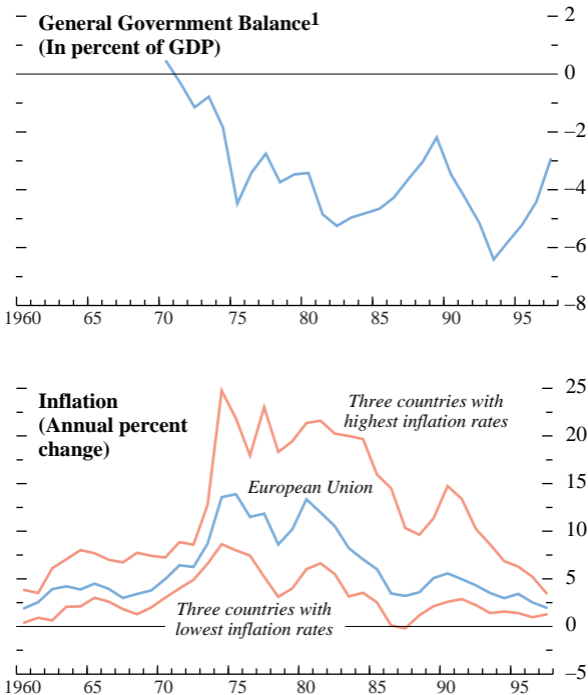 General Government Balance1
(In percent of GDP)
2
0
–2
–4
–6
–8
1960 65 70 75 80 85 90 95
Inflation
(Annual percent
change)
Three countries with
highest inflation rates
European Union
Three countries with
lowest inflation rates
25
20
15
10
5
0
–5
1960 65 70 75 80 85 90 95